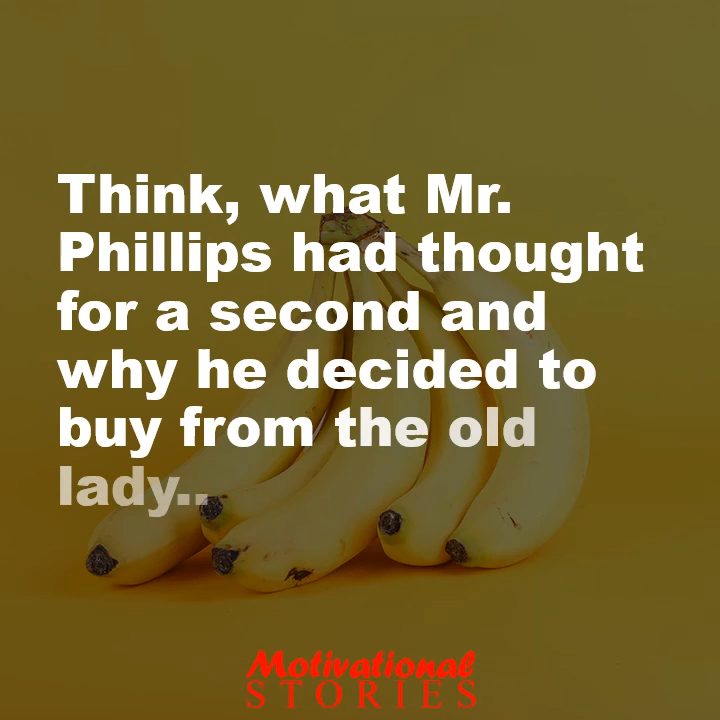 Think, what Mr.
Phillips had thought
for a second and
why he decided to
buy from the old
lady..
Motivational
STORIES